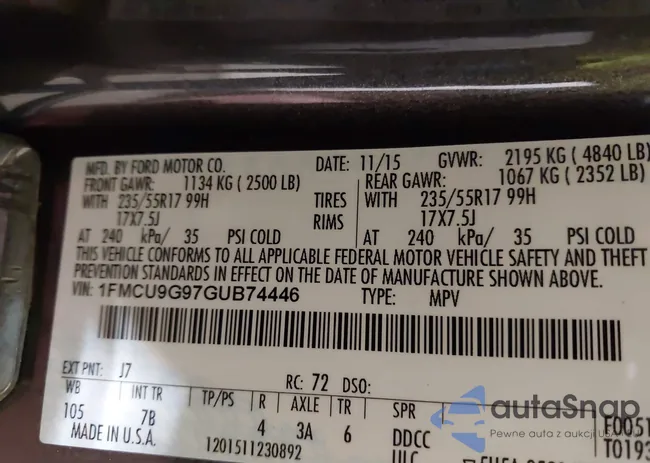 MFD. BY FORD MOTOR CO. DATE: 11/15 GVWR: 2195 KG ( 4840 LB)
FRONT GAWR: 1134 KG ( 2500 LB) REAR GAWR: 1067 KG ( 2352 LB)
WITH 235/55R17 99H TIRES WITH 235/55R17 99H
17X7.5J RIMS 17X7.5J
AT 240 kPa/ 35 PSI COLD AT 240 kPa/ 35 PSI COLD
THIS VEHICLE CONFORMS TO ALL APPLICABLE FEDERAL MOTOR VEHICLE SAFETY AND THEFT
PREVENTION STANDARDS IN EFFECT ON THE DATE OF MANUFACTURE SHOWN ABOVE.
VIN: 1FMCU9G97GUB74446 TYPE: MPV
EXT PNT: J7 RC: 72 DSO:
WB INT TR TP/PS R AXLE TR SPR
105 7B 4 3A 6 DDCC
MADE IN U.S.A. 1201511230892
F0051
T0193
autaSnap
Pewne auta z aukcji USA